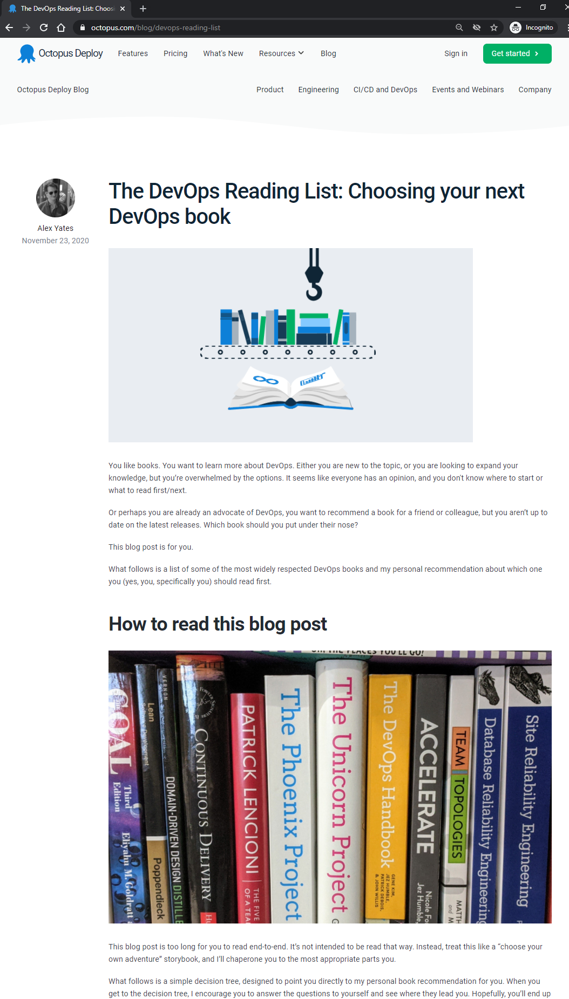 The DevOps Reading List: Choosi
octopus.com/blog/devops-reading-list
Incognito
Octopus Deploy
Features
Pricing
What's New
Resources
Blog
Sign in
Get started
Octopus Deploy Blog
Product
Engineering
CI/CD and DevOps
Events and Webinars
Company
Alex Yates
November 23, 2020
The DevOps Reading List: Choosing your next
DevOps book
You like books. You want to learn more about DevOps. Either you are new to the topic, or you are looking to expand your
knowledge, but you’re overwhelmed by the options. It seems like everyone has an opinion, and you don't know where to start or
what to read first/next.
Or perhaps you are already an advocate of DevOps, you want to recommend a book for a friend or colleague, but you aren’t up to
date on the latest releases. Which book should you put under their nose?
This blog post is for you.
What follows is a list of some of the most widely respected DevOps books and my personal recommendation about which one
you (yes, you, specifically you) should read first.
How to read this blog post
THE PLACES YOU'LL GO!
The
GOAL
Third
Edition
Eliyahu M. Goldratt
Lean
Software Development
Poppendieck
VERNON
DOMAIN-DRIVEN DESIGN DISTILLE
CONTINUOUS DELIVERY
HU
PATRICK LENCIONI
THE FIVE
OF A TEA
The Phoenix Project
The Unicorn Project
G
The DevOps Handbook
GENE KIM,
JEZ HUMBLE,
PATRICK DEBOIS,
& JOHN WILLIS
ACCELERATE
Nicole Fo
Jez Humble,
TEAM TOPOLOGIES
MATTH
and M
Database Reliability Engineering
Site Reliability Engineering
This blog post is too long for you to read end-to-end. It’s not intended to be read that way. Instead, treat this like a “choose your
own adventure” storybook, and I’ll chaperone you to the most appropriate parts you.
What follows is a simple decision tree, designed to point you directly to my personal book recommendation for you. When you
get to the decision tree, I encourage you to answer the questions to yourself and see where they lead you. Hopefully, you’ll end up